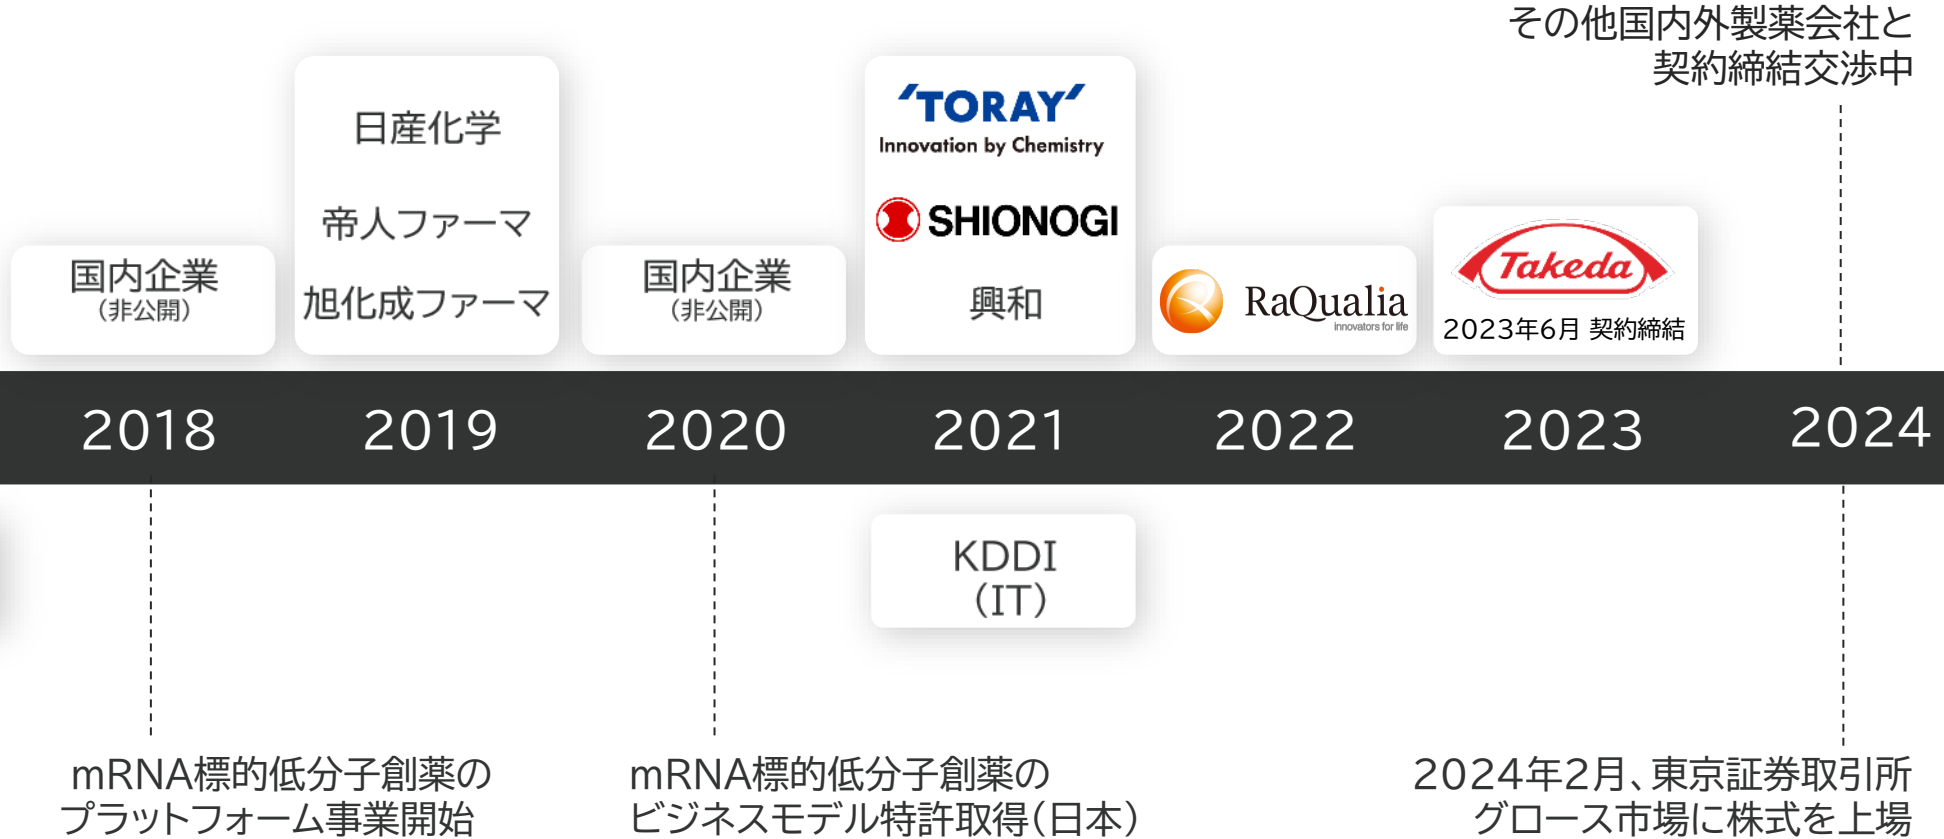 その他国内外製薬会社と
契約締結交渉中
国内企業
(非公開)
日産化学
帝人ファーマ
旭化成ファーマ
国内企業
(非公開)
'TORAY'
Innovation by Chemistry
SHIONOGI
興和
RaQualia
innovators for life
Takeda
2023年6月 契約締結
2018
2019
2020
2021
2022
2023
2024
KDDI
(IT)
mRNA標的低分子創薬の
プラットフォーム事業開始
mRNA標的低分子創薬の
ビジネスモデル特許取得(日本)
2024年2月、東京証券取引所
グロース市場に株式を上場